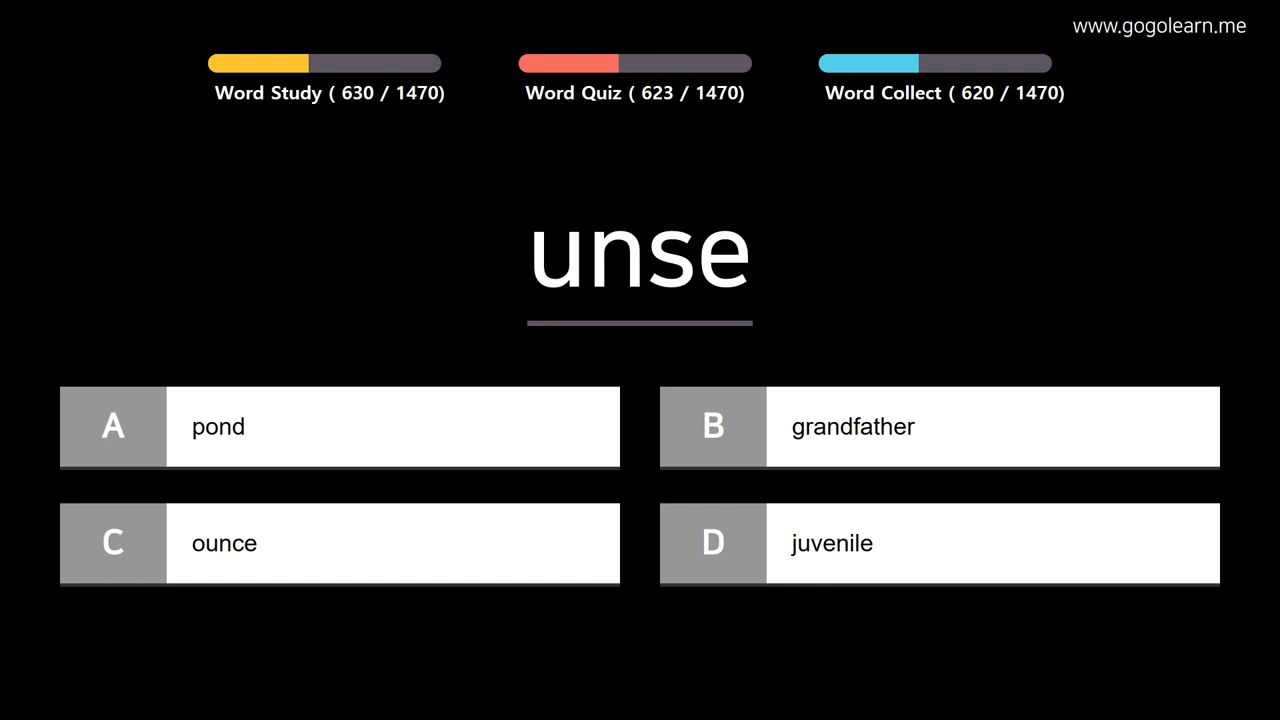 www.gogolearn.me
Word Study ( 630 / 1470)
Word Quiz ( 623 / 1470)
Word Collect ( 620 / 1470)
unse
A pond
B grandfather
C ounce
D juvenile